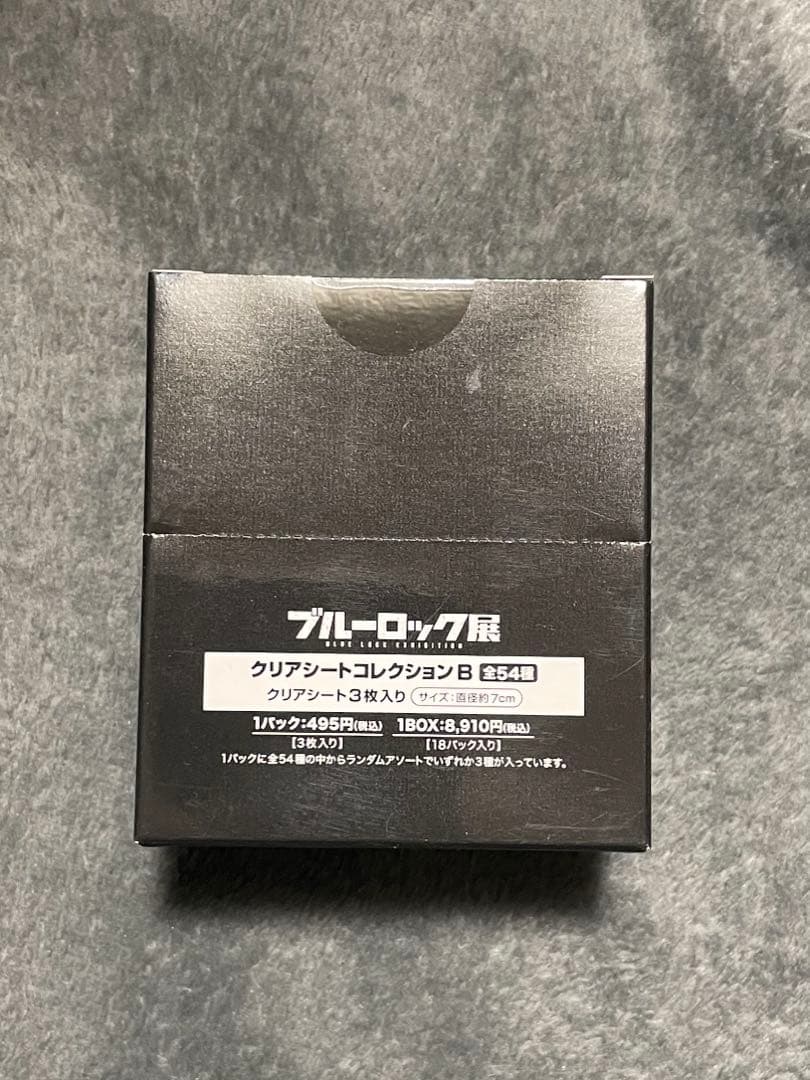 ブルーロック展
BLUE LOCK EXHIBITION
クリアシートコレクションB 全54種
クリアシート3枚入り サイズ:直径約7cm
1パック:495円(税込) 1BOX:8,910円(税込)
【3枚入り】 【18パック入り】
1パックに全54種の中からランダムアソートでいずれか3種が入っています。